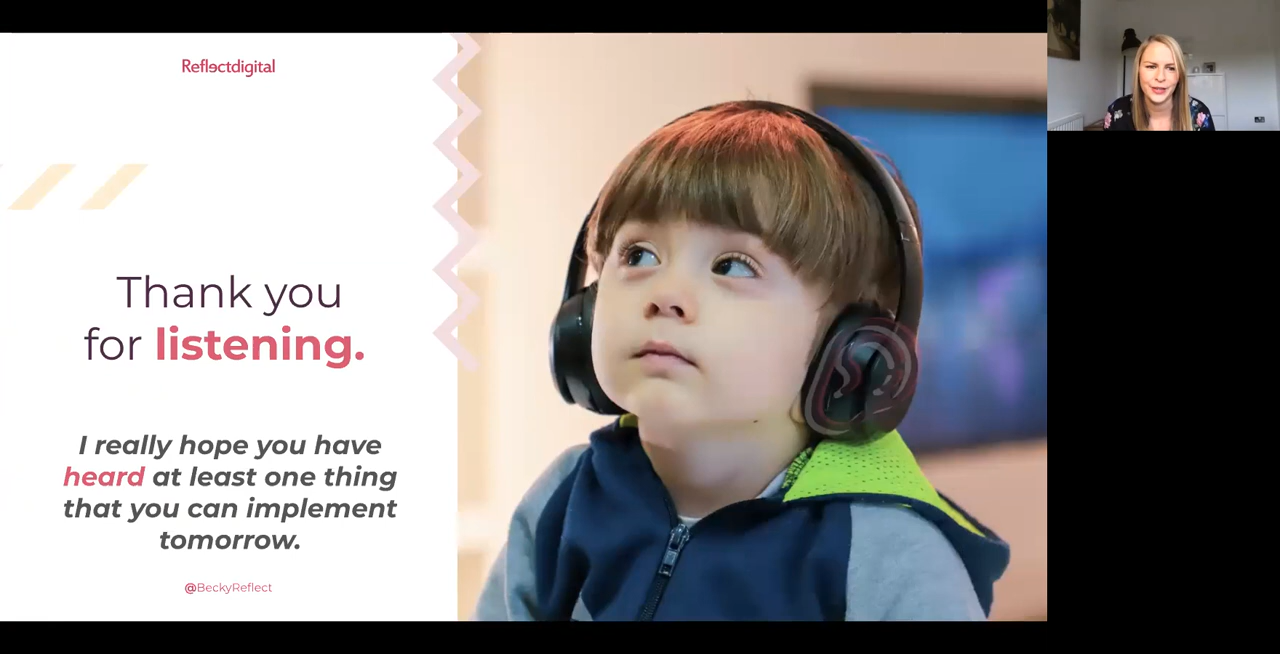 Reflectdigital
Thank you
for listening.
I really hope you have
heard at least one thing
that you can implement
tomorrow.
@BeckyReflect